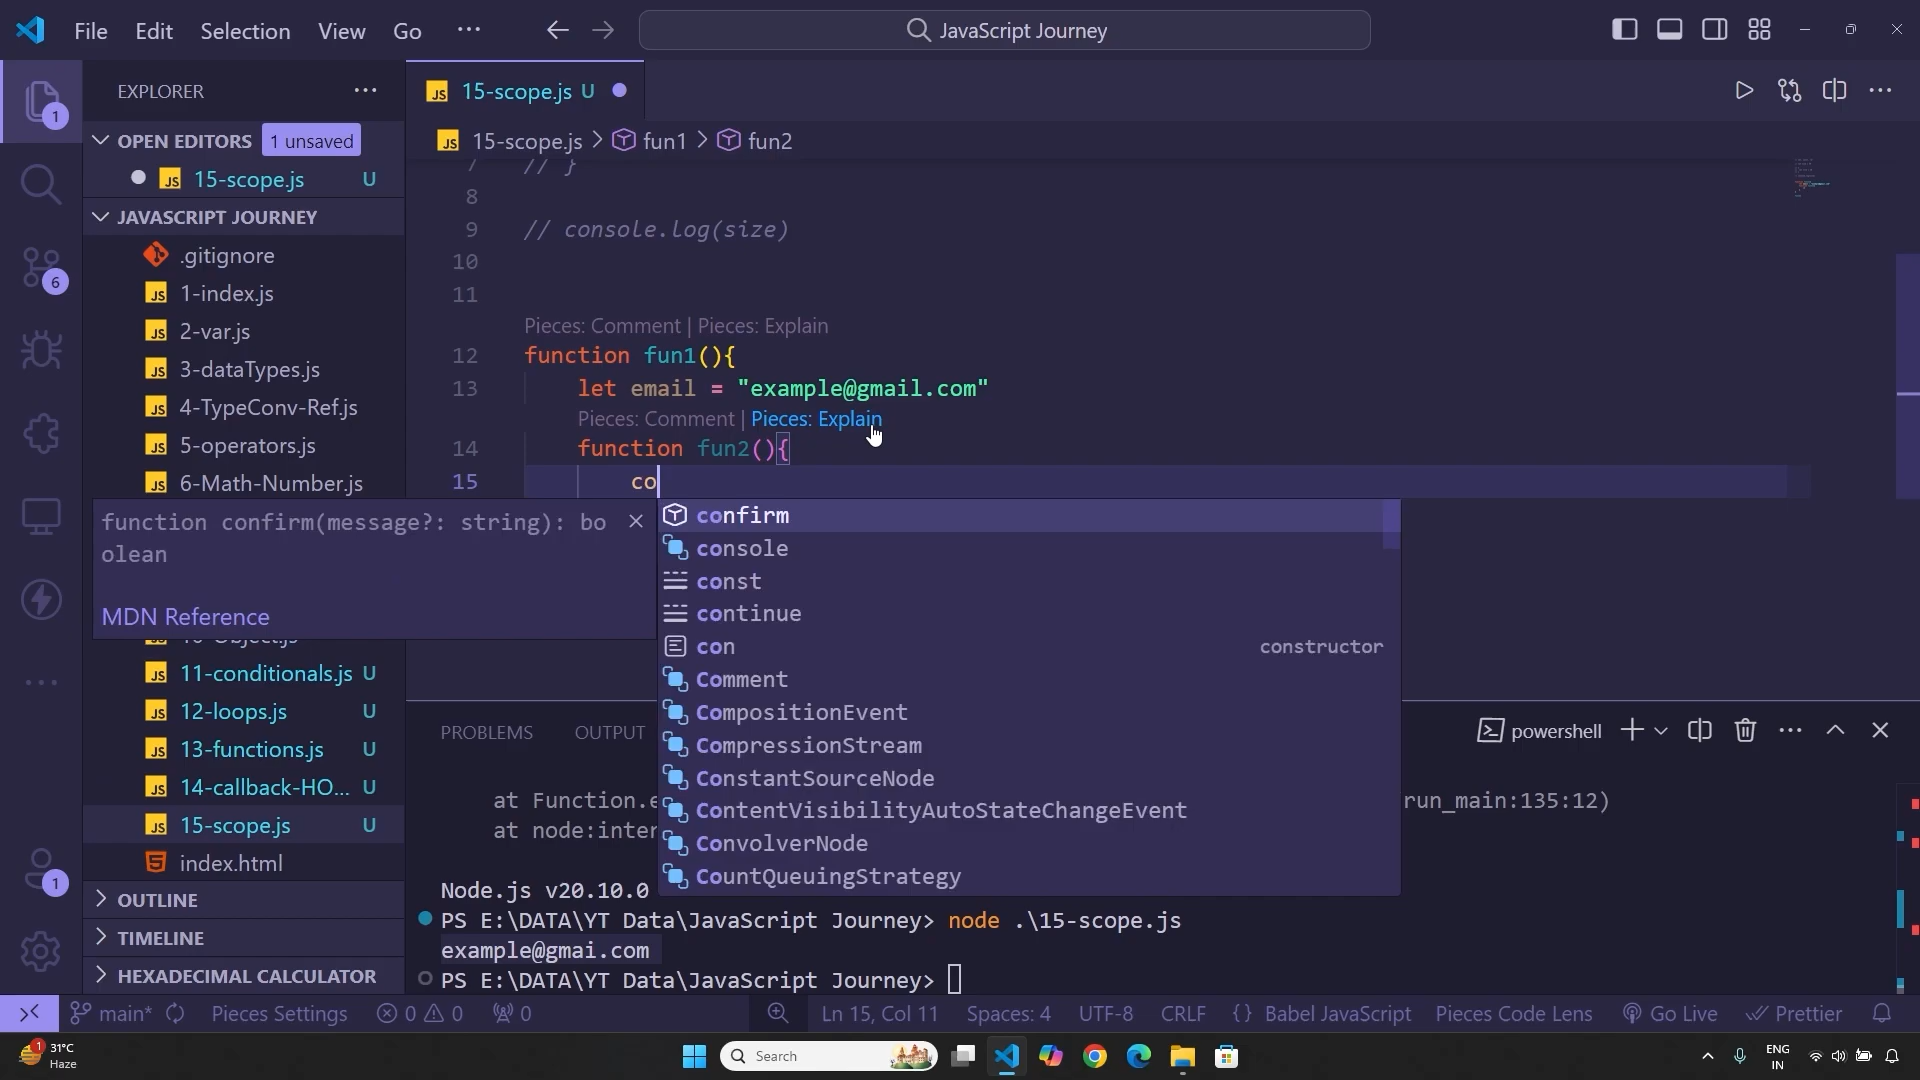 File Edit Selection View Go ···
JavaScript Journey
EXPLORER
OPEN EDITORS 1 unsaved
15-scope.js U
JAVASCRIPT JOURNEY
.gitignore
1-index.js
2-var.js
3-dataTypes.js
4-TypeConv-Ref.js
5-operators.js
6-Math-Number.js
function confirm(message?: string): bo
olean
MDN Reference
10-Object.js
11-conditionals.js U
12-loops.js U
13-functions.js U
14-callback-HO... U
15-scope.js U
index.html
OUTLINE
TIMELINE
HEXADECIMAL CALCULATOR
15-scope.js U
15-scope.js > fun1 > fun2
7 // }
8
9 // console.log(size)
10
11
Pieces: Comment | Pieces: Explain
12 function fun1(){
13 let email = "example@gmail.com"
Pieces: Comment | Pieces: Explain
14 function fun2(){
15 co
confirm
console
const
continue
con constructor
Comment
CompositionEvent
CompressionStream
ConstantSourceNode
ContentVisibilityAutoStateChangeEvent
ConvolverNode
CountQueuingStrategy
PROBLEMS OUTPUT
powershell
at Function.e run_main:135:12)
at node:inter
Node.js v20.10.0
PS E:\DATA\YT Data\JavaScript Journey> node .\15-scope.js
example@gmai.com
PS E:\DATA\YT Data\JavaScript Journey>
main* Pieces Settings 0 0 0 Ln 15, Col 11 Spaces: 4 UTF-8 CRLF {} Babel JavaScript Pieces Code Lens Go Live Prettier
1
6
1
1 31°C
Haze
Search
ENG
IN